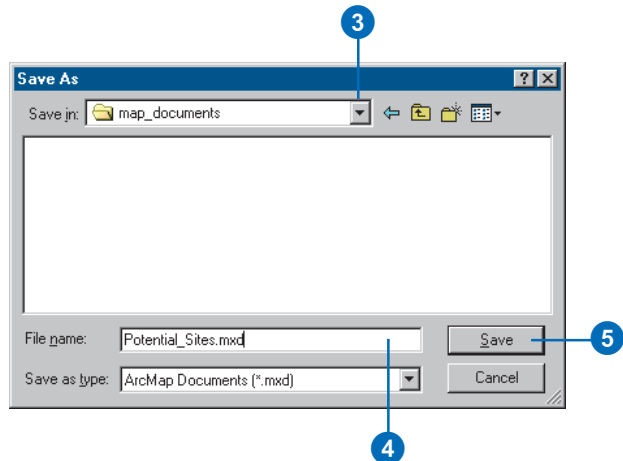 3
Save As
Save in: map_documents
File name: Potential_Sites.mxd Save 5
Save as type: ArcMap Documents (*.mxd) Cancel
4